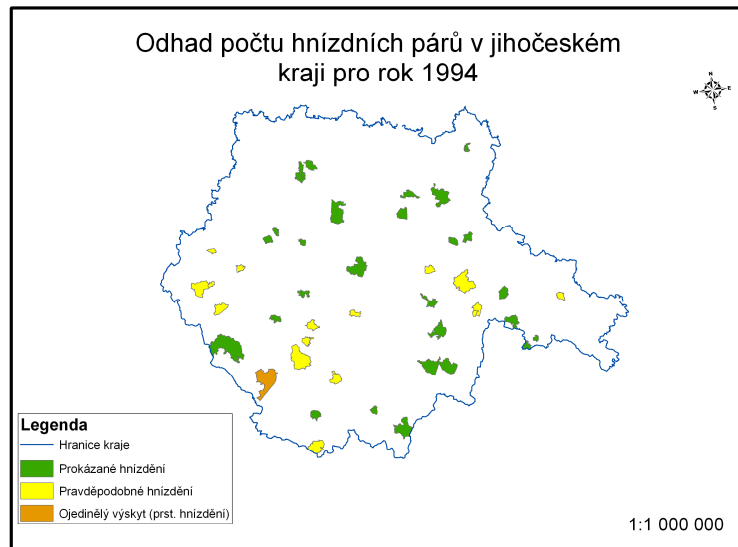 Odhad počtu hnízdních párů v jihočeském
kraji pro rok 1994
N
W E
S
Legenda
Hranice kraje
Prokázané hnízdění
Pravděpodobné hnízdění
Ojedinělý výskyt (prst. hnízdění)
1:1 000 000